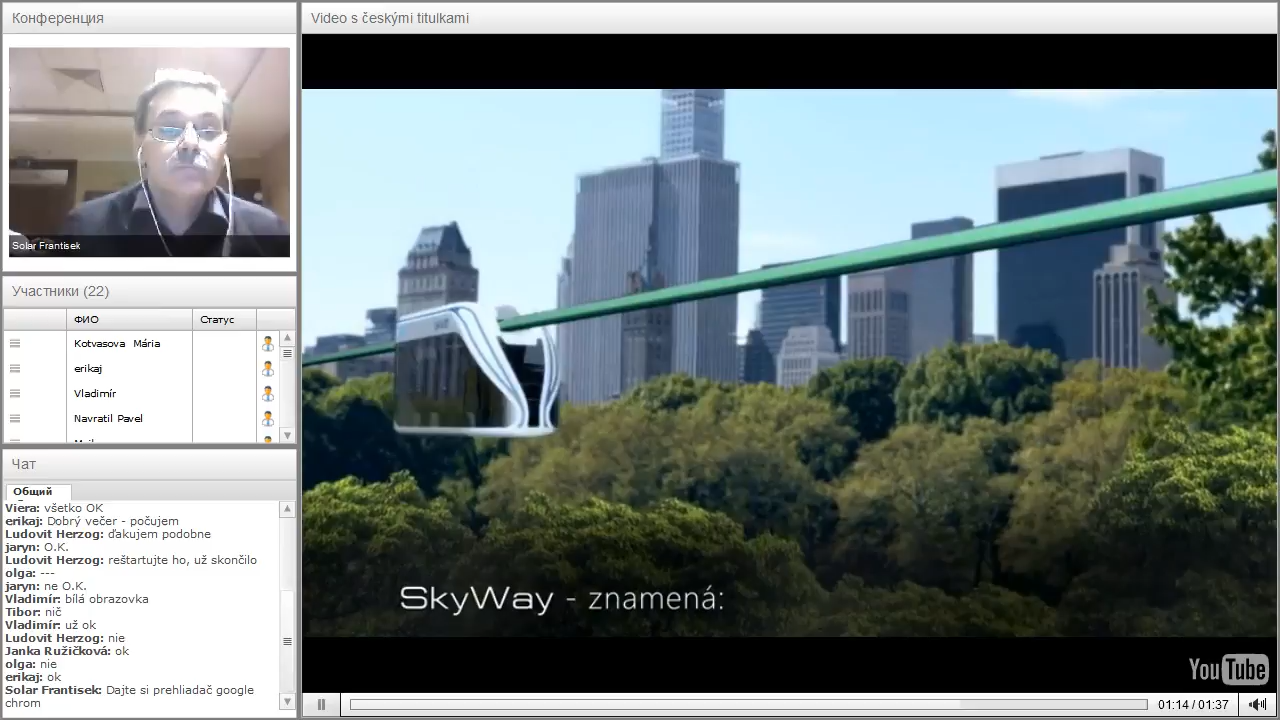 Конференция
Solar Frantisek
Участники (22)
ФИО
Статус
Kotvasova Mária
erikaj
Vladimír
Navratil Pavel
Чат
Общий
Viera: všetko OK
erikaj: Dobrý večer - počujem
Ludovit Herzog: ďakujem podobne
jaryn: O.K.
Ludovit Herzog: reštartujte ho, už skončilo
olga: ---
jaryn: ne O.K.
Vladimír: bílá obrazovka
Tibor: nič
Vladimír: už ok
Ludovit Herzog: nie
Janka Ružičková: ok
olga: nie
erikaj: ok
Solar Frantisek: Dajte si prehliadač google
chrom
Video s českými titulkami
SkyWay - znamená:
YouTube
01:14 / 01:37